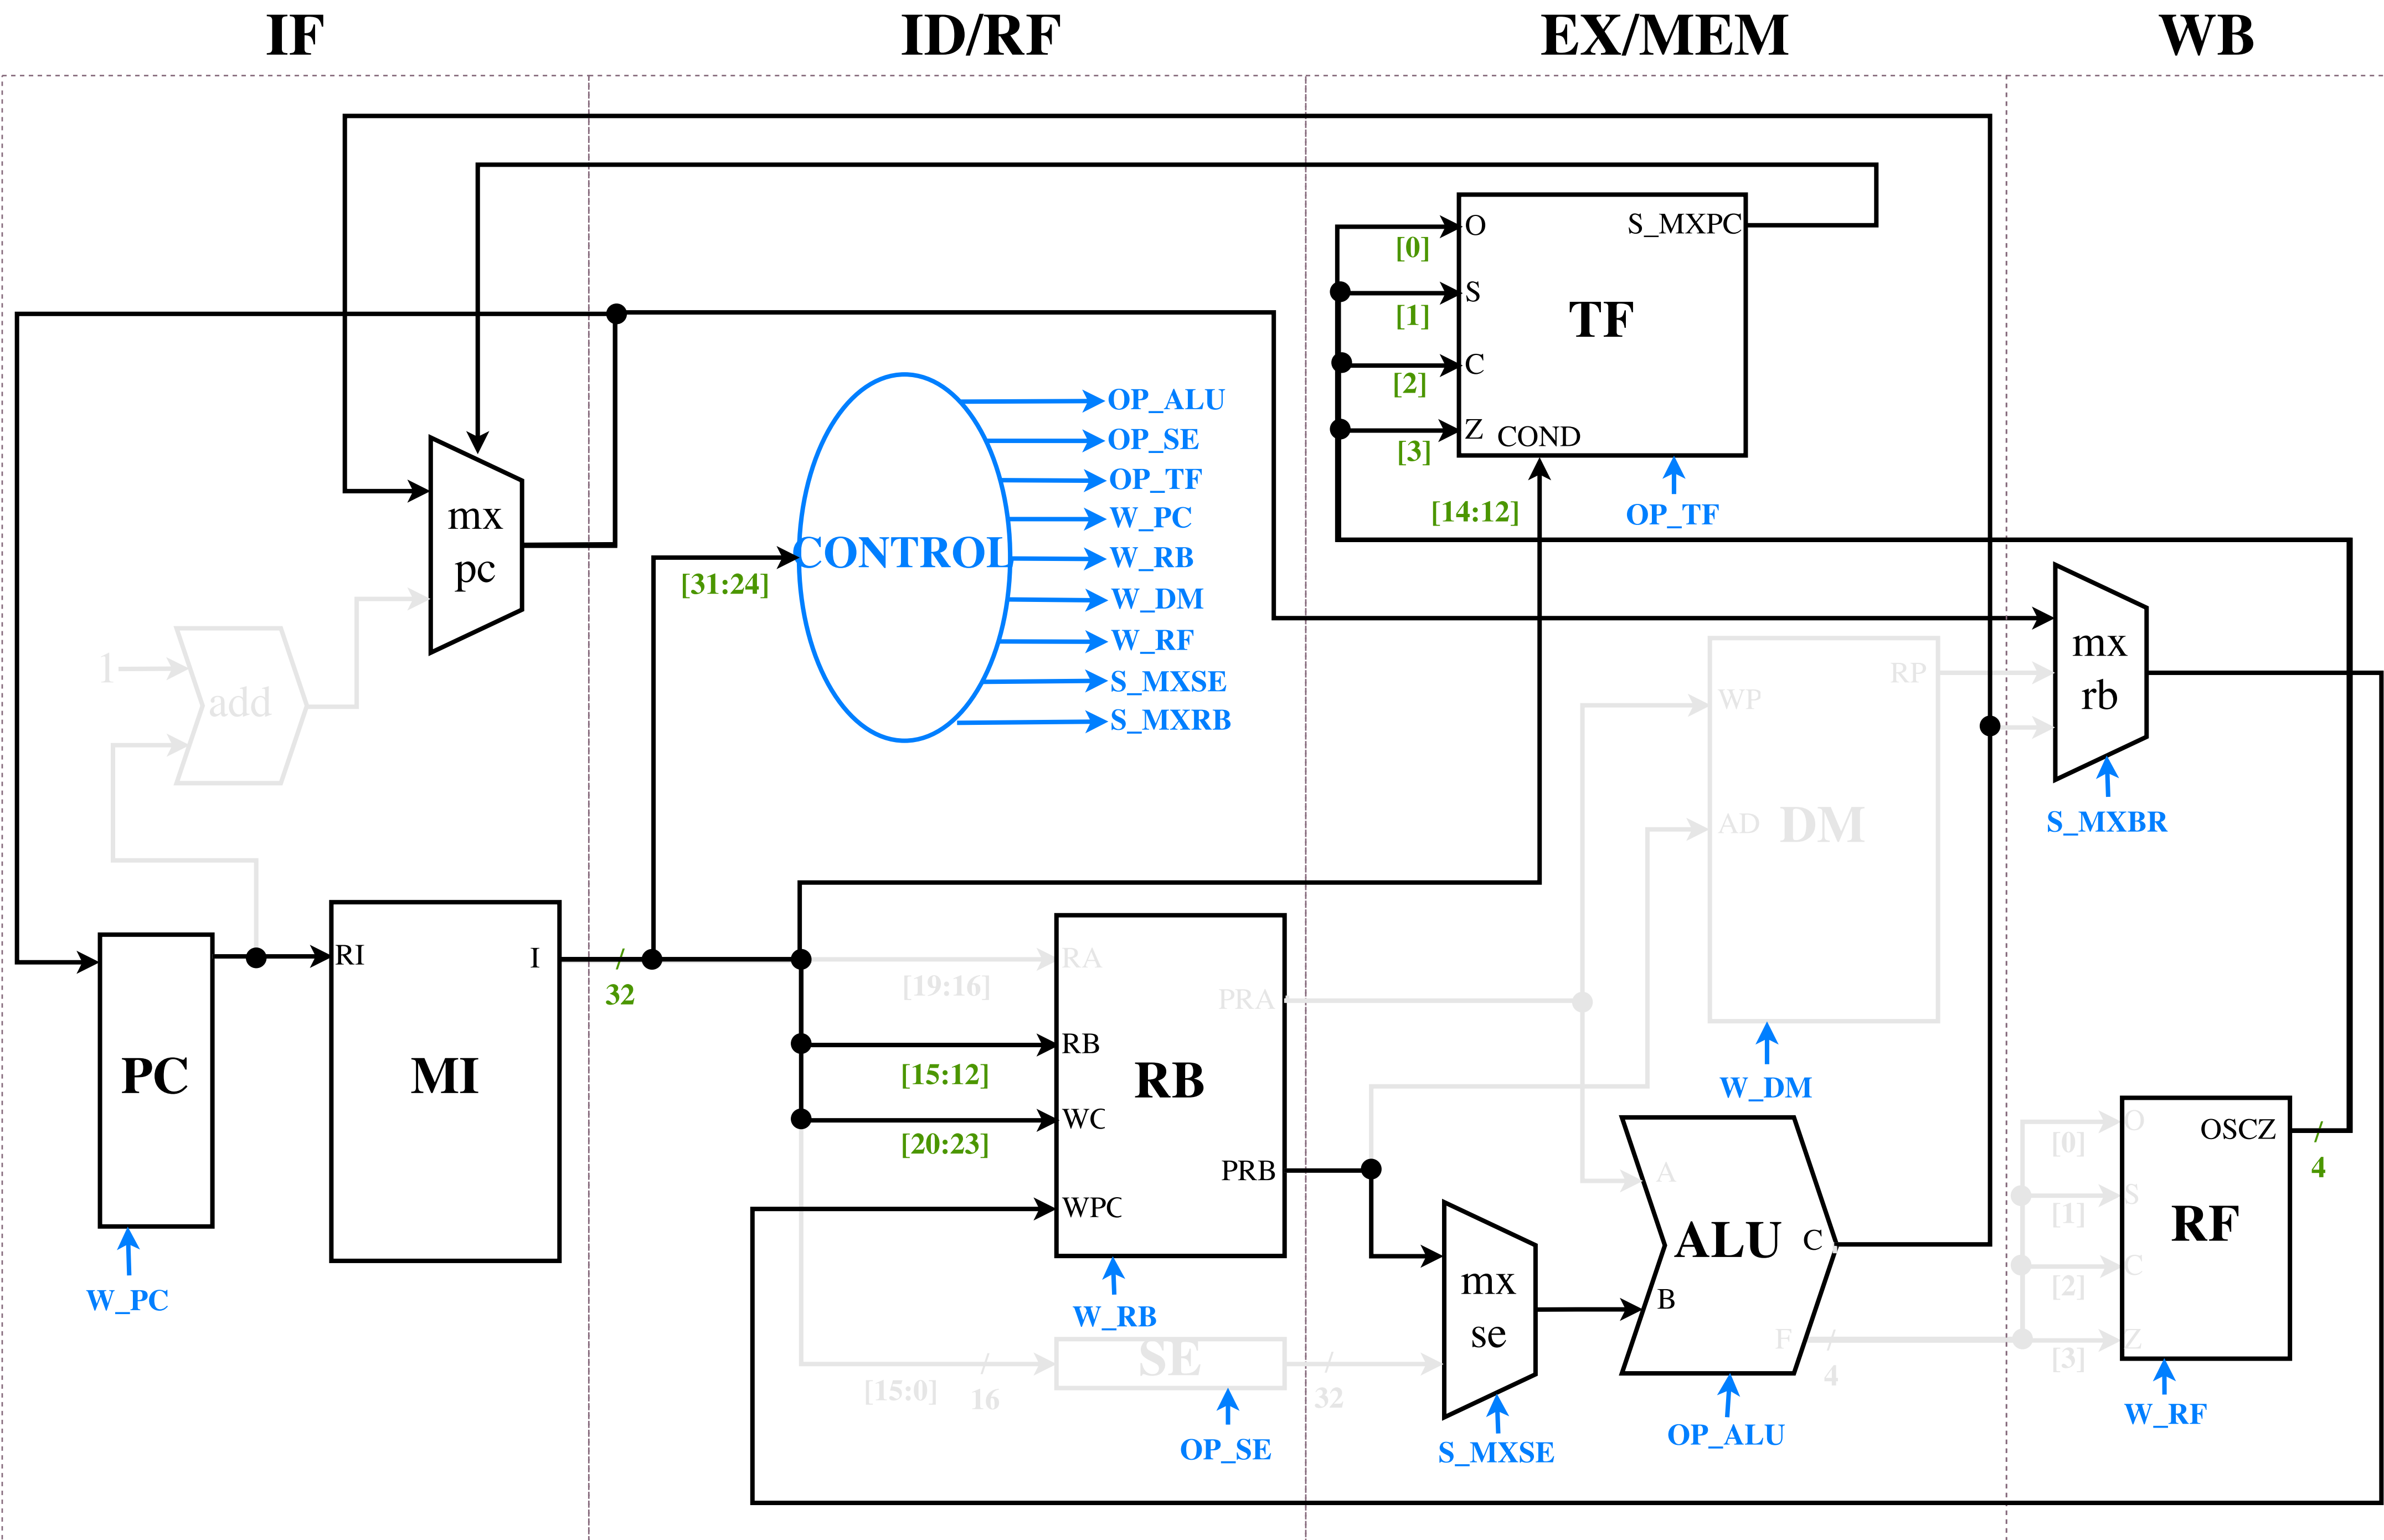 IF
ID/RF
EX/MEM
WB
O
[0]
S
[1]
C
[2]
Z
[3]
COND
S_MXPC
TF
[14:12]
OP_TF
mx
pc
1
add
CONTROL
[31:24]
OP_ALU
OP_SE
OP_TF
W_PC
W_RB
W_DM
W_RF
S_MXSE
S_MXRB
WP
RP
AD
DM
W_DM
mx
rb
S_MXBR
PC
W_PC
RI
I
MI
32
RA
[19:16]
RB
[15:12]
WC
[20:23]
WPC
PRA
RB
PRB
W_RB
[15:0]
16
SE
32
OP_SE
mx
se
S_MXSE
A
B
ALU
C
F
4
OP_ALU
O
[0]
S
[1]
C
[2]
Z
[3]
OSCZ
RF
4
W_RF